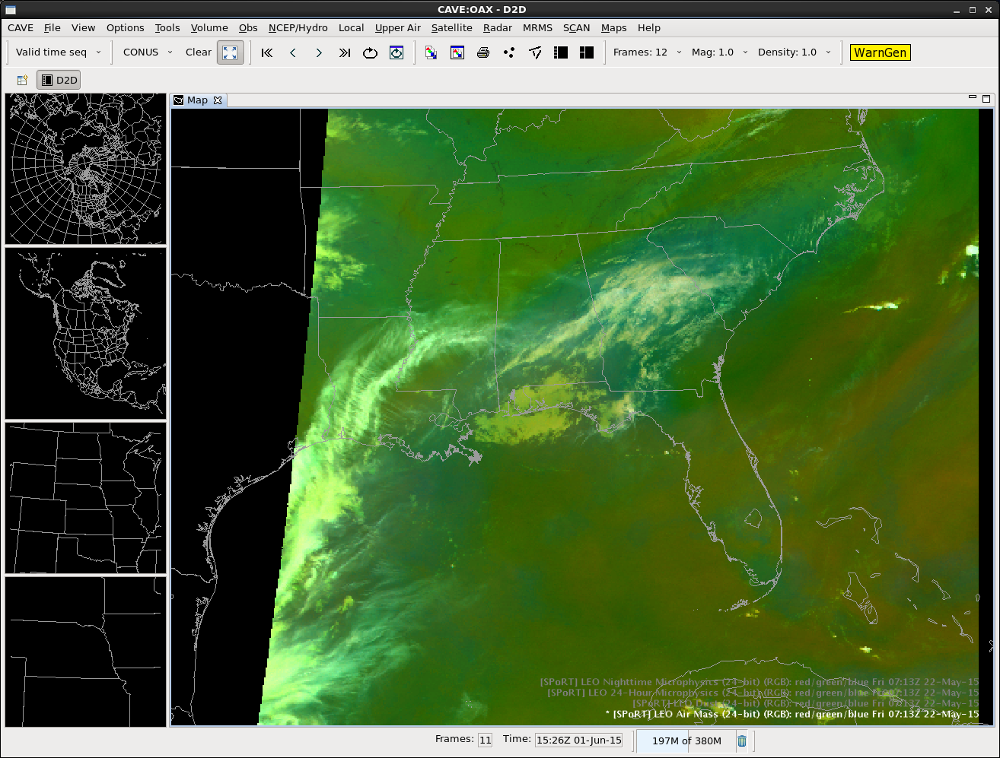 CAVE:OAX - D2D
CAVE File View Options Tools Volume Obs NCEP/Hydro Local Upper Air Satellite Radar MRMS SCAN Maps Help
Valid time seq CONUS Clear Frames: 12 Mag: 1.0 Density: 1.0 WarnGen
D2D
Map
[SPoRT] LEO Nighttime Microphysics (24-bit) (RGB): red/green/blue Fri 07:13Z 22-May-15
[SPoRT] LEO 24-Hour Microphysics (24-bit) (RGB): red/green/blue Fri 07:13Z 22-May-15
[SPoRT] LEO Dust (24-bit) (RGB): red/green/blue Fri 07:13Z 22-May-15
* [SPoRT] LEO Air Mass (24-bit) (RGB): red/green/blue Fri 07:13Z 22-May-15
Frames: 11 Time: 15:26Z 01-Jun-15 197M of 380M